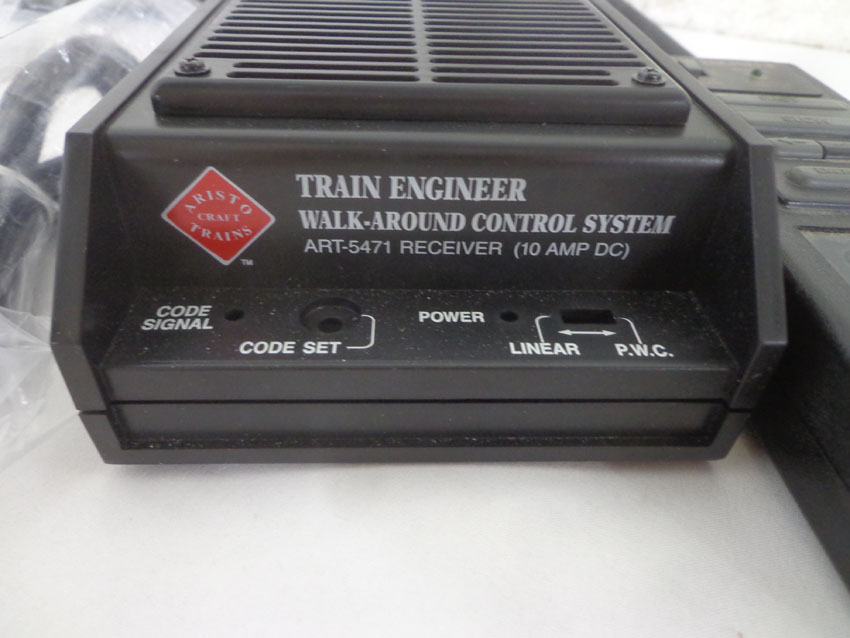 ARISTO
CRAFT
TRAINS
TM
TRAIN ENGINEER
WALK-AROUND CONTROL SYSTEM
ART-5471 RECEIVER (10 AMP DC)
CODE
SIGNAL
CODE SET
POWER
LINEAR
P.W.C.